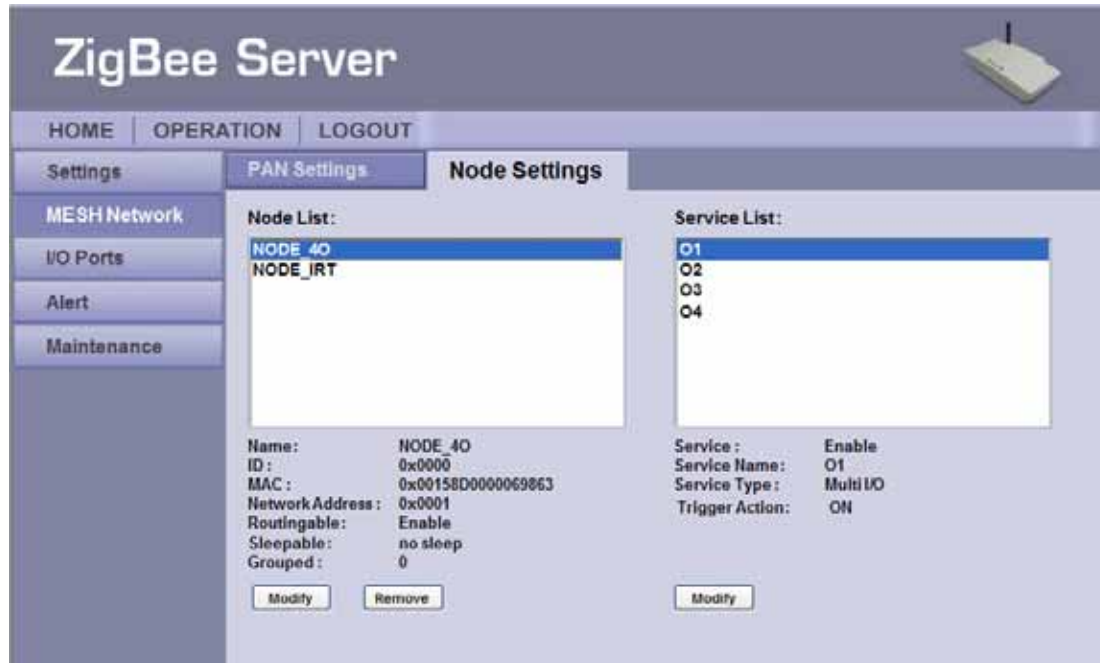 ZigBee Server
HOME OPERATION LOGOUT
Settings
MESH Network
I/O Ports
Alert
Maintenance
PAN Settings Node Settings
Node List:
NODE_4O
NODE_IRT
Name: NODE_4O
ID: 0x0000
MAC: 0x00158D0000069863
Network Address: 0x0001
Routingable: Enable
Sleepable: no sleep
Grouped: 0
Modify Remove
Service List:
O1
O2
O3
O4
Service: Enable
Service Name: O1
Service Type: Multi I/O
Trigger Action: ON
Modify